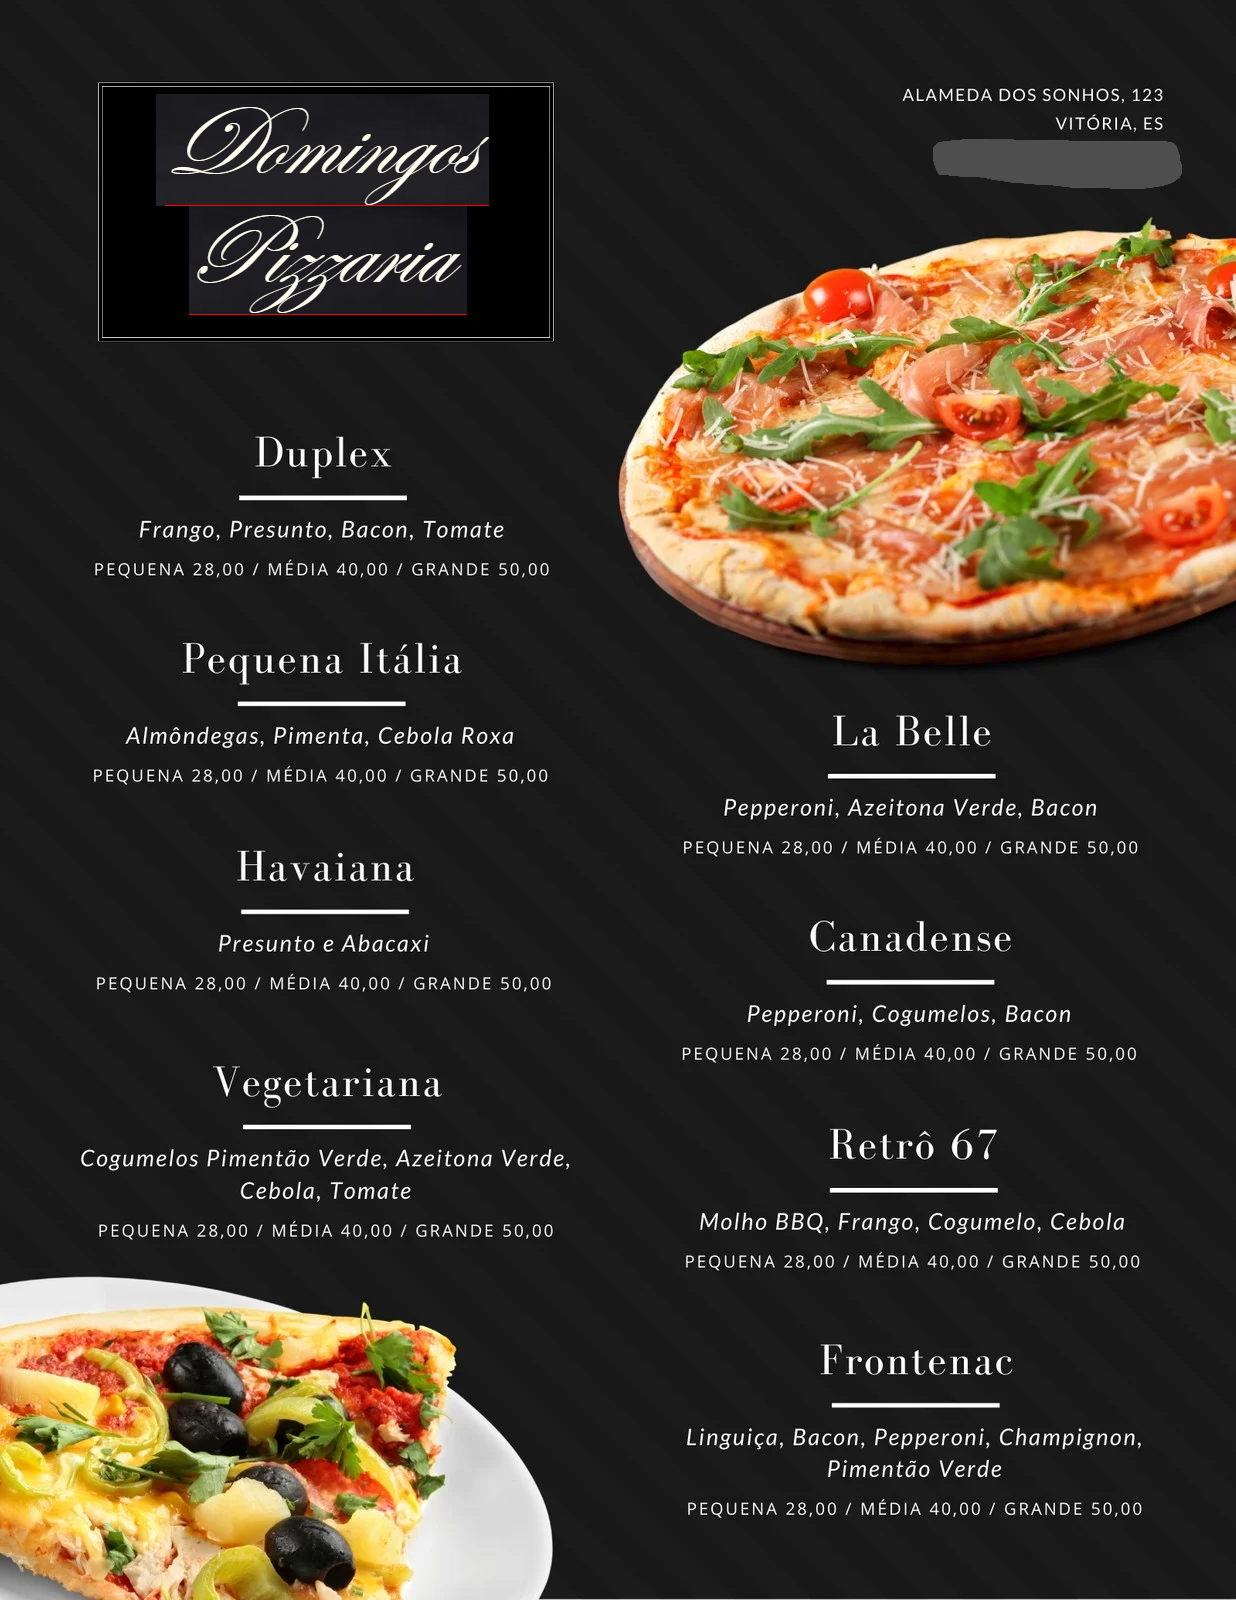 Domingos
Pizzaria
ALAMEDA DOS SONHOS, 123
VITÓRIA, ES
Duplex
Frango, Presunto, Bacon, Tomate
PEQUENA 28,00 / MÉDIA 40,00 / GRANDE 50,00
Pequena Itália
Almôndegas, Pimenta, Cebola Roxa
PEQUENA 28,00 / MÉDIA 40,00 / GRANDE 50,00
Havaiana
Presunto e Abacaxi
PEQUENA 28,00 / MÉDIA 40,00 / GRANDE 50,00
Vegetariana
Cogumelos Pimentão Verde, Azeitona Verde,
Cebola, Tomate
PEQUENA 28,00 / MÉDIA 40,00 / GRANDE 50,00
La Belle
Pepperoni, Azeitona Verde, Bacon
PEQUENA 28,00 / MÉDIA 40,00 / GRANDE 50,00
Canadense
Pepperoni, Cogumelos, Bacon
PEQUENA 28,00 / MÉDIA 40,00 / GRANDE 50,00
Retrô 67
Molho BBQ, Frango, Cogumelo, Cebola
PEQUENA 28,00 / MÉDIA 40,00 / GRANDE 50,00
Frontenac
Linguiça, Bacon, Pepperoni, Champignon,
Pimentão Verde
PEQUENA 28,00 / MÉDIA 40,00 / GRANDE 50,00